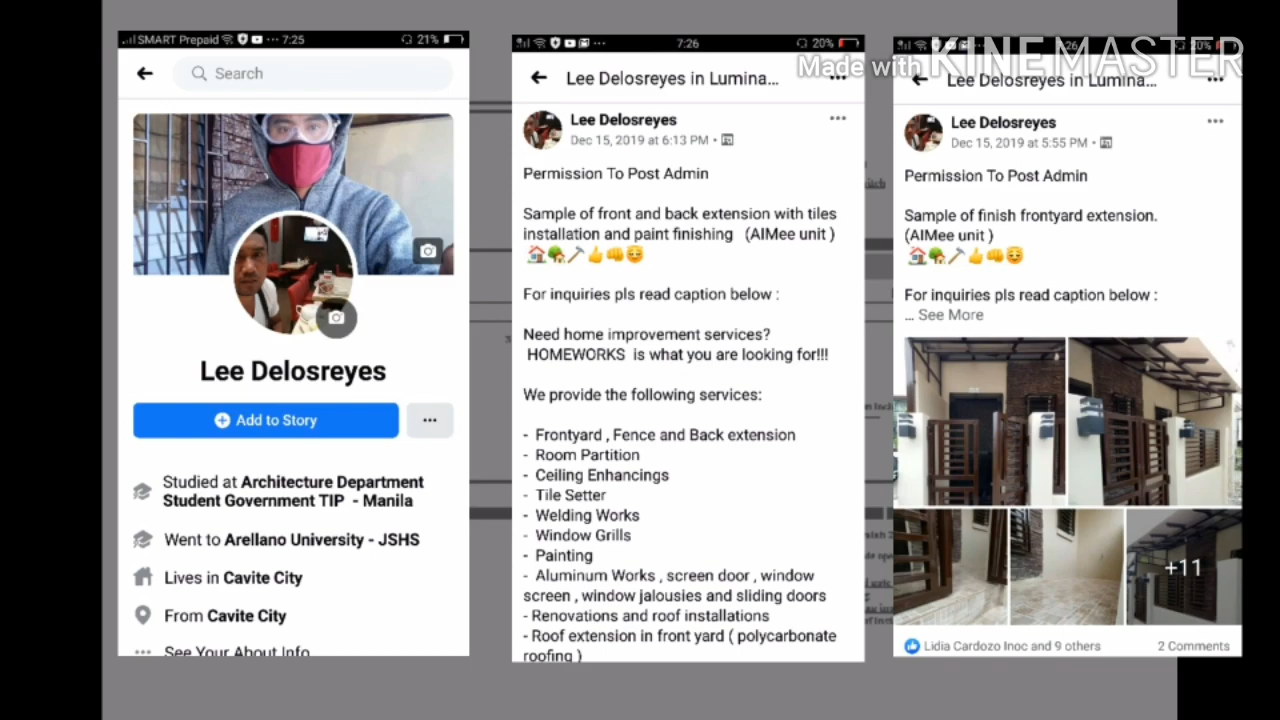 SMART Prepaid ··· 7:25 21%
Search
Lee Delosreyes
Add to Story
Studied at Architecture Department
Student Government TIP - Manila
Went to Arellano University - JSHS
Lives in Cavite City
From Cavite City
See Your About Info
7:26 20%
Lee Delosreyes in Lumina...
Lee Delosreyes
Dec 15, 2019 at 6:13 PM
Permission To Post Admin
Sample of front and back extension with tiles
installation and paint finishing (AIMee unit )
🏠🏡⛏️👍👊😇
For inquiries pls read caption below :
Need home improvement services?
HOMEWORKS is what you are looking for!!!
We provide the following services:
- Frontyard , Fence and Back extension
- Room Partition
- Ceiling Enhancings
- Tile Setter
- Welding Works
- Window Grills
- Painting
- Aluminum Works , screen door , window
screen , window jalousies and sliding doors
- Renovations and roof installations
- Roof extension in front yard ( polycarbonate
roofing )
Made with KINEMASTER
20%
Lee Delosreyes in Lumina...
Lee Delosreyes
Dec 15, 2019 at 5:55 PM
Permission To Post Admin
Sample of finish frontyard extension.
(AIMee unit )
🏠🏡⛏️👍👊😇
For inquiries pls read caption below :
... See More
+11
Lidia Cardozo Inoc and 9 others
2 Comments